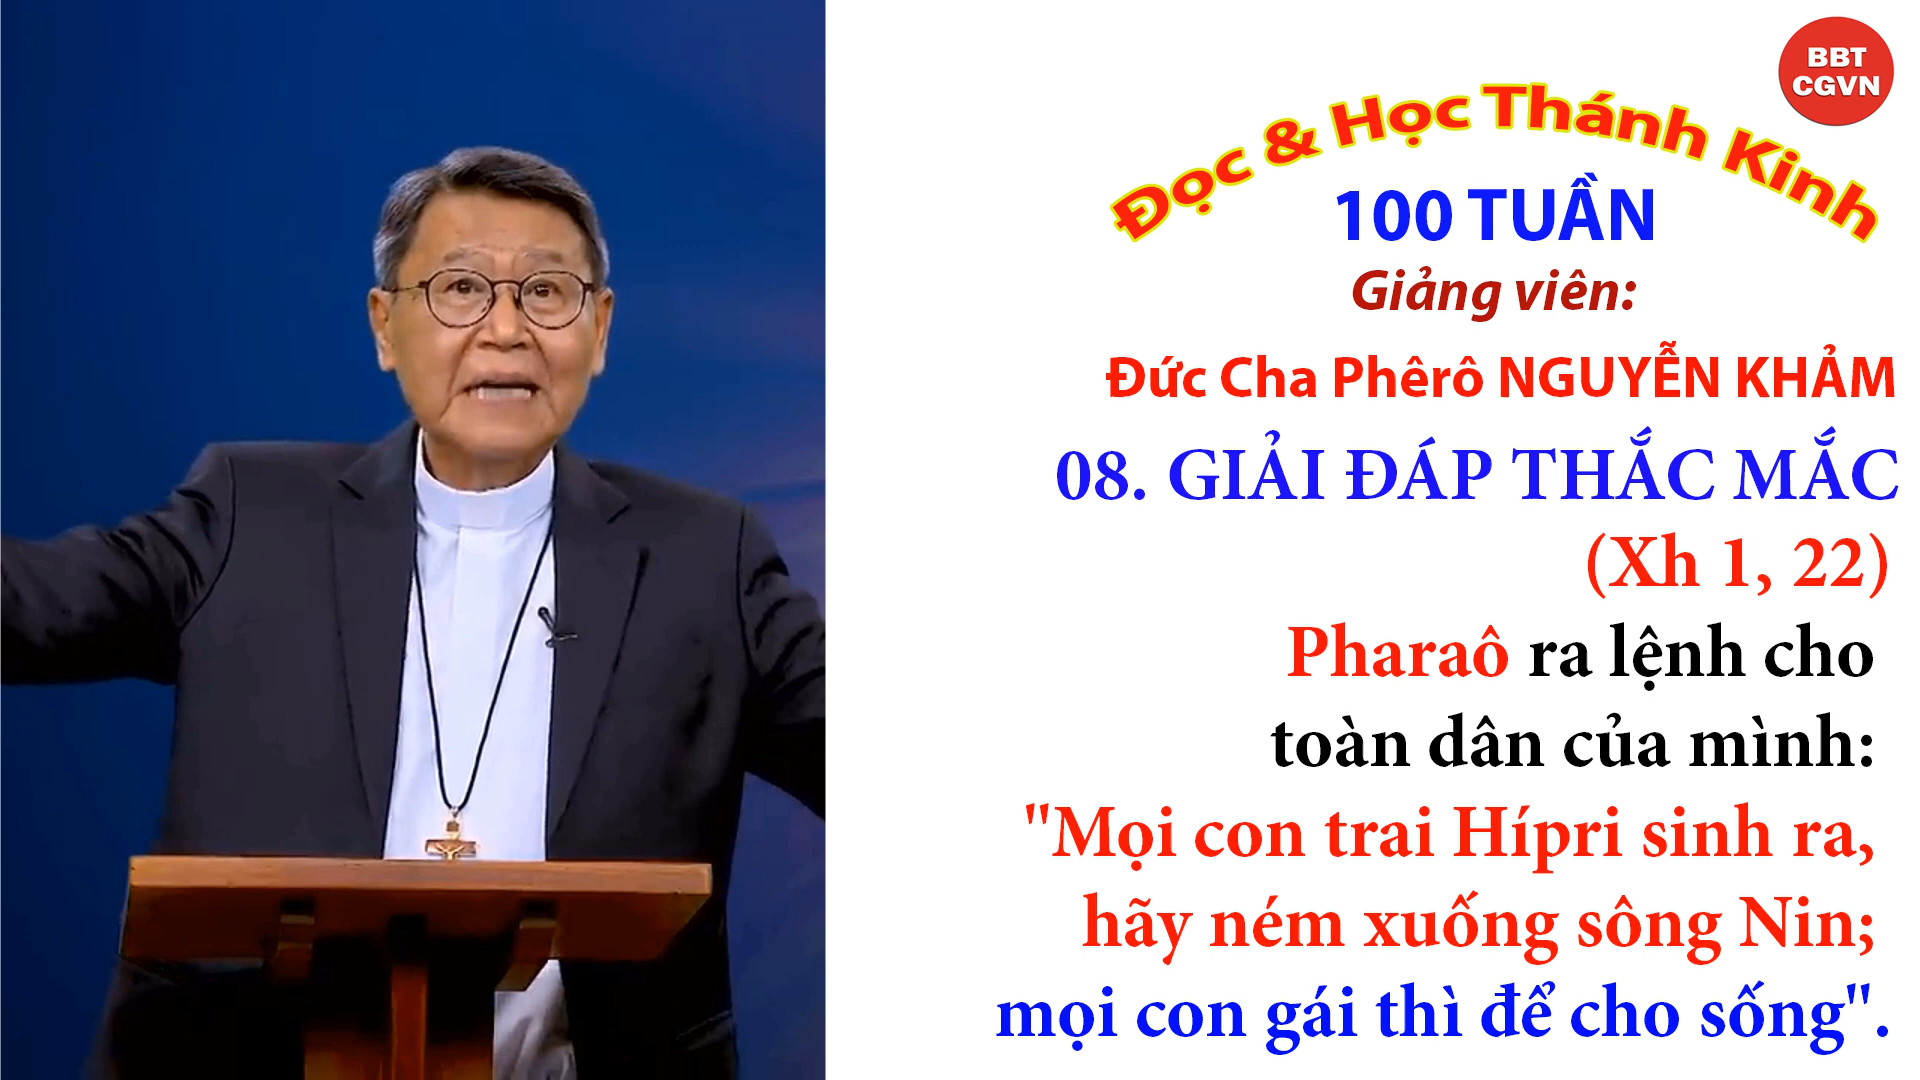 BBT
CGVN
Đọc & Học Thánh Kinh
100 TUẦN
Giảng viên:
Đức Cha Phêrô NGUYỄN KHẢM
08. GIẢI ĐÁP THẮC MẮC
(Xh 1, 22)
Pharaô ra lệnh cho
toàn dân của mình:
"Mọi con trai Hípri sinh ra,
hãy ném xuống sông Nin;
mọi con gái thì để cho sống".